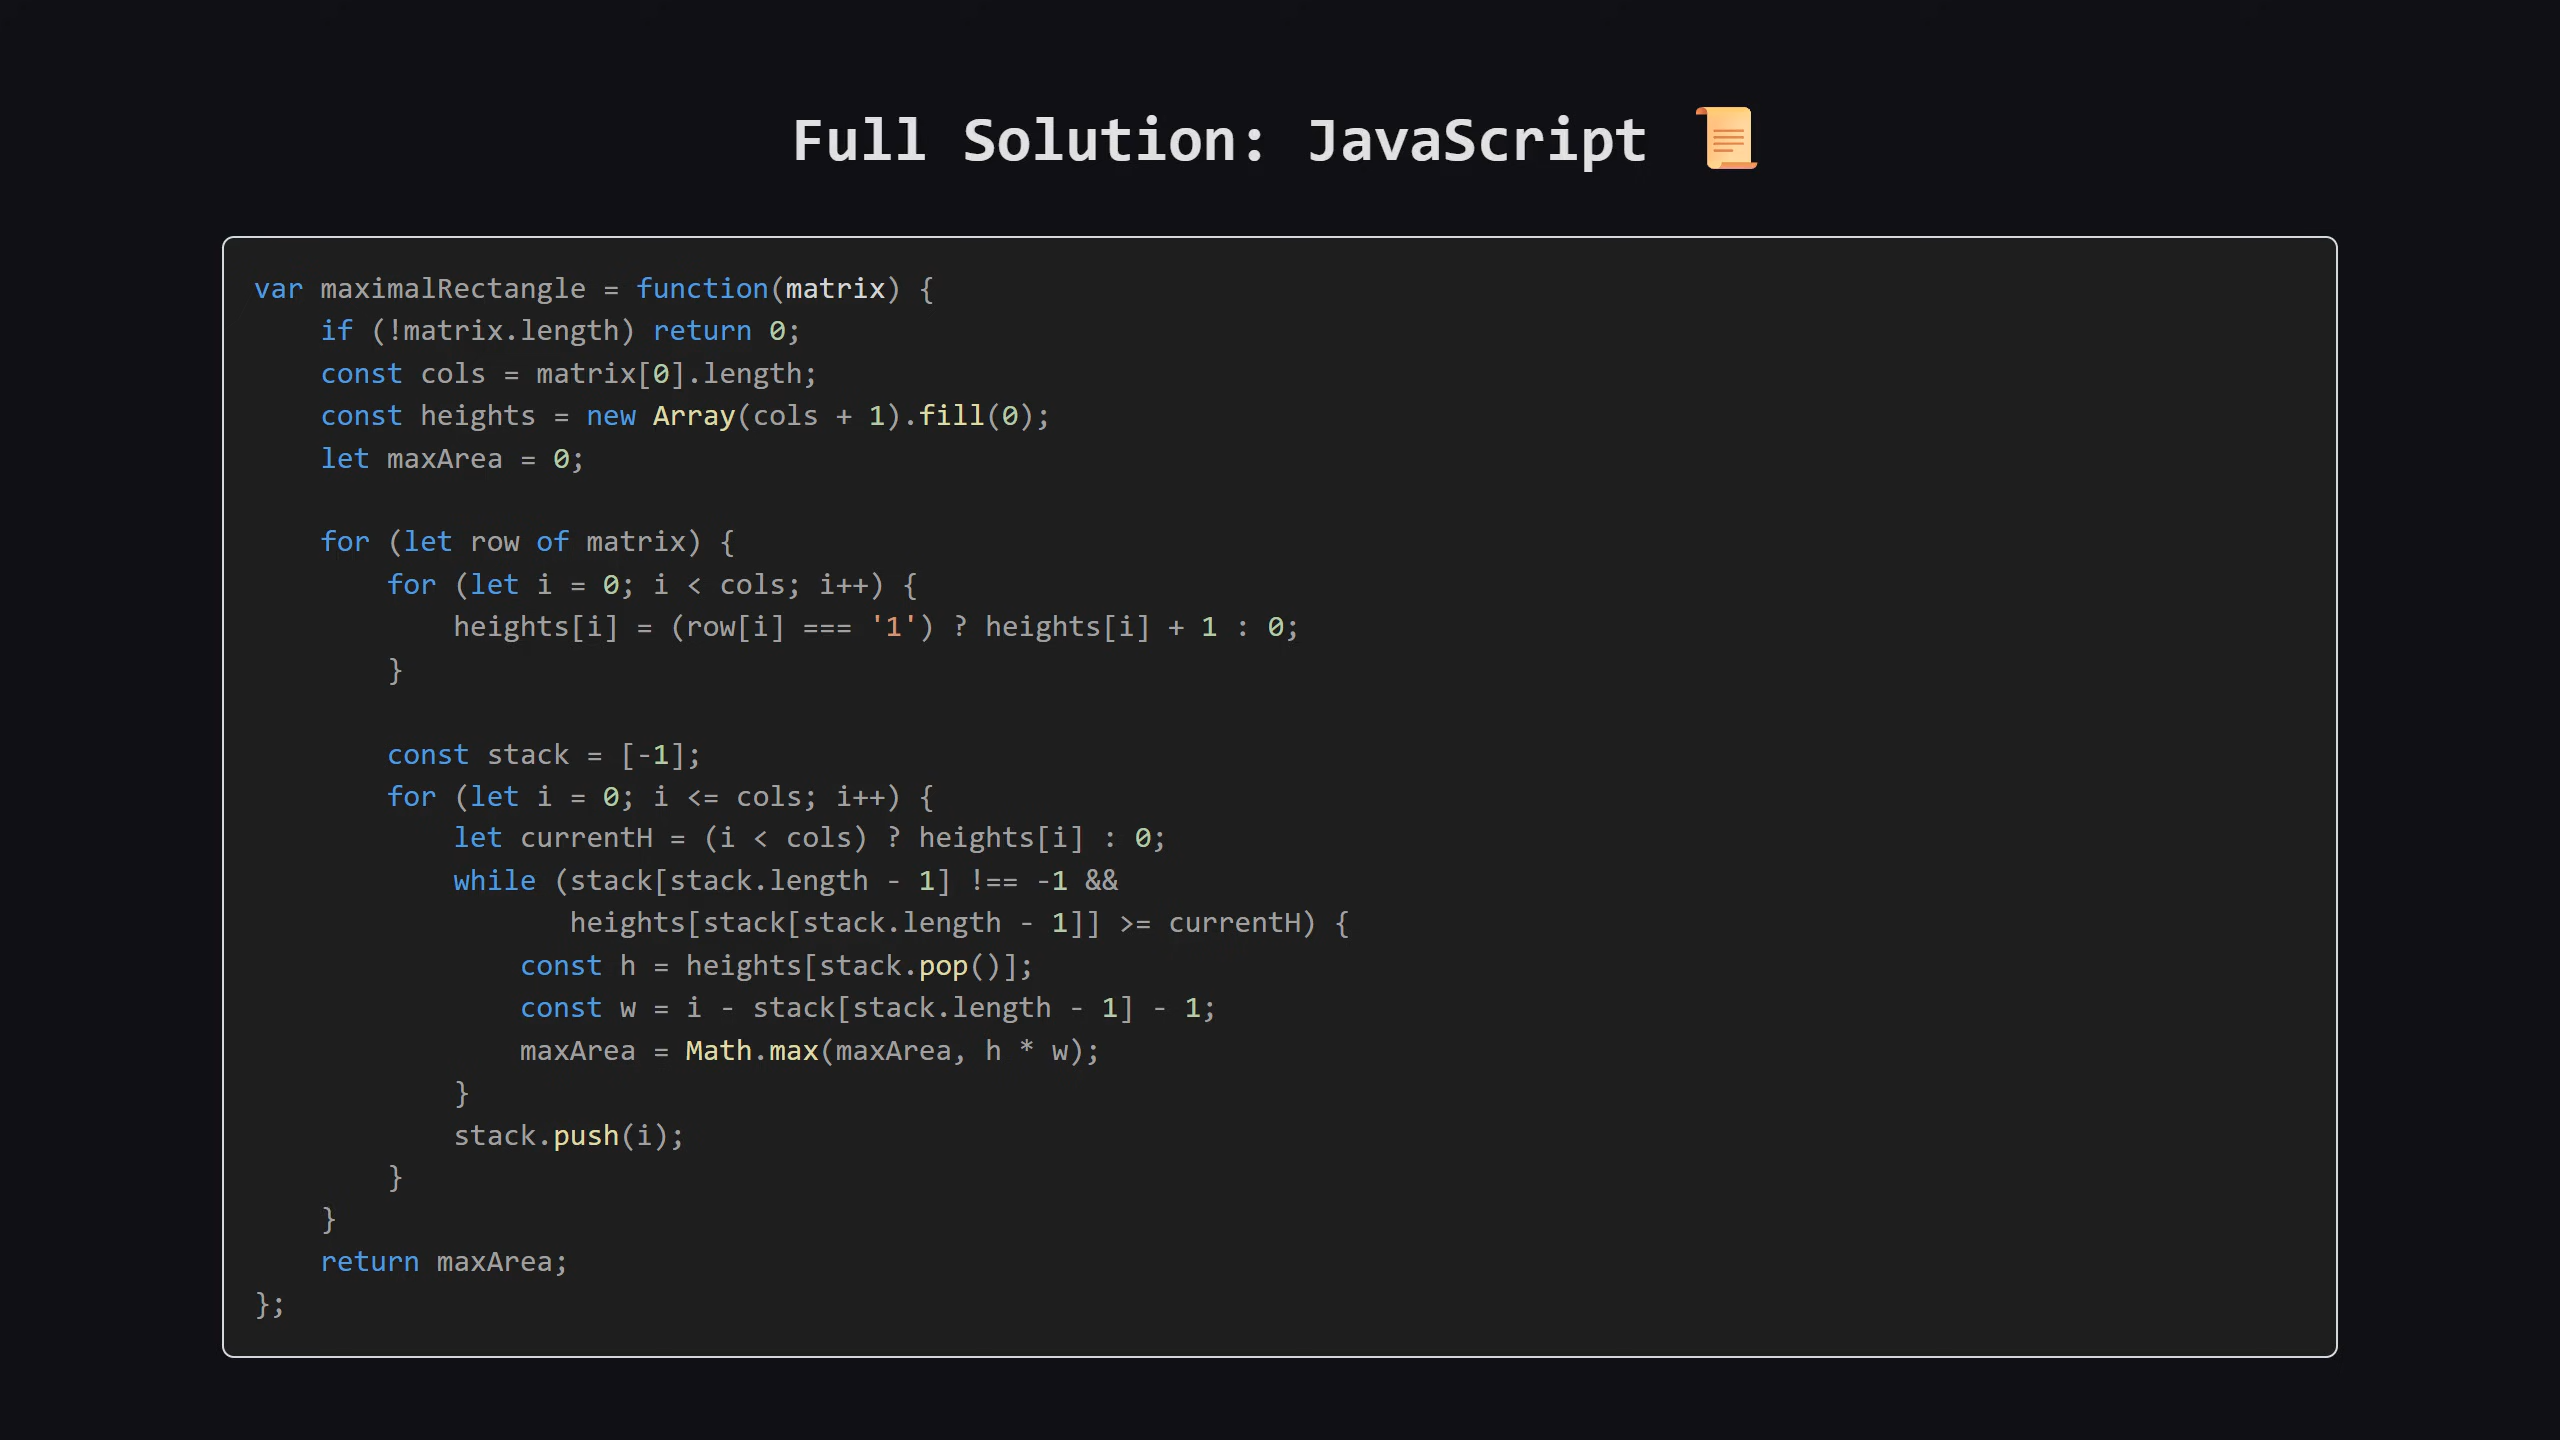 Full Solution: JavaScript 📜
var maximalRectangle = function(matrix) {
    if (!matrix.length) return 0;
    const cols = matrix[0].length;
    const heights = new Array(cols + 1).fill(0);
    let maxArea = 0;

    for (let row of matrix) {
        for (let i = 0; i < cols; i++) {
            heights[i] = (row[i] === '1') ? heights[i] + 1 : 0;
        }

        const stack = [-1];
        for (let i = 0; i <= cols; i++) {
            let currentH = (i < cols) ? heights[i] : 0;
            while (stack[stack.length - 1] !== -1 &&
                   heights[stack[stack.length - 1]] >= currentH) {
                const h = heights[stack.pop()];
                const w = i - stack[stack.length - 1] - 1;
                maxArea = Math.max(maxArea, h * w);
            }
            stack.push(i);
        }
    }
    return maxArea;
};